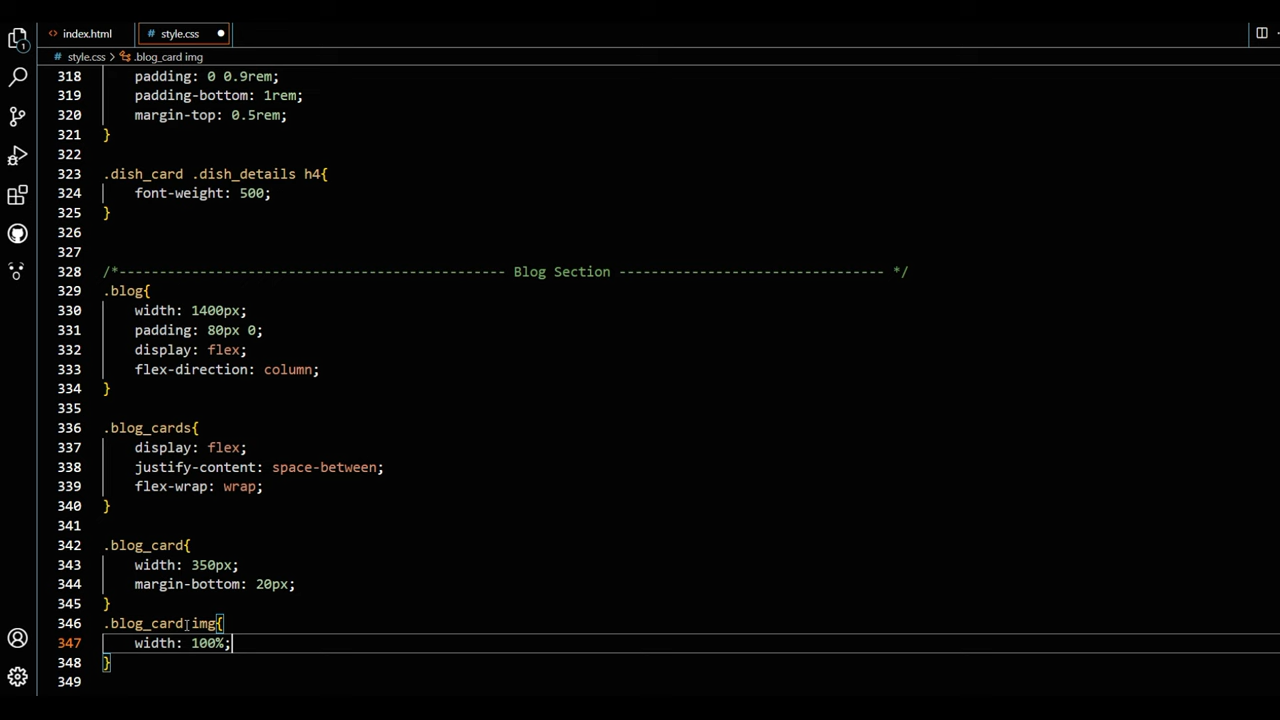 <> index.html
# style.css
1
# style.css > .blog_card img
318 padding: 0 0.9rem;
319 padding-bottom: 1rem;
320 margin-top: 0.5rem;
321 }
322
323 .dish_card .dish_details h4{
324 font-weight: 500;
325 }
326
327
328 /*------------------------------------------------ Blog Section --------------------------------- */
329 .blog{
330 width: 1400px;
331 padding: 80px 0;
332 display: flex;
333 flex-direction: column;
334 }
335
336 .blog_cards{
337 display: flex;
338 justify-content: space-between;
339 flex-wrap: wrap;
340 }
341
342 .blog_card{
343 width: 350px;
344 margin-bottom: 20px;
345 }
346 .blog_card img{
347 width: 100%;
348 }
349